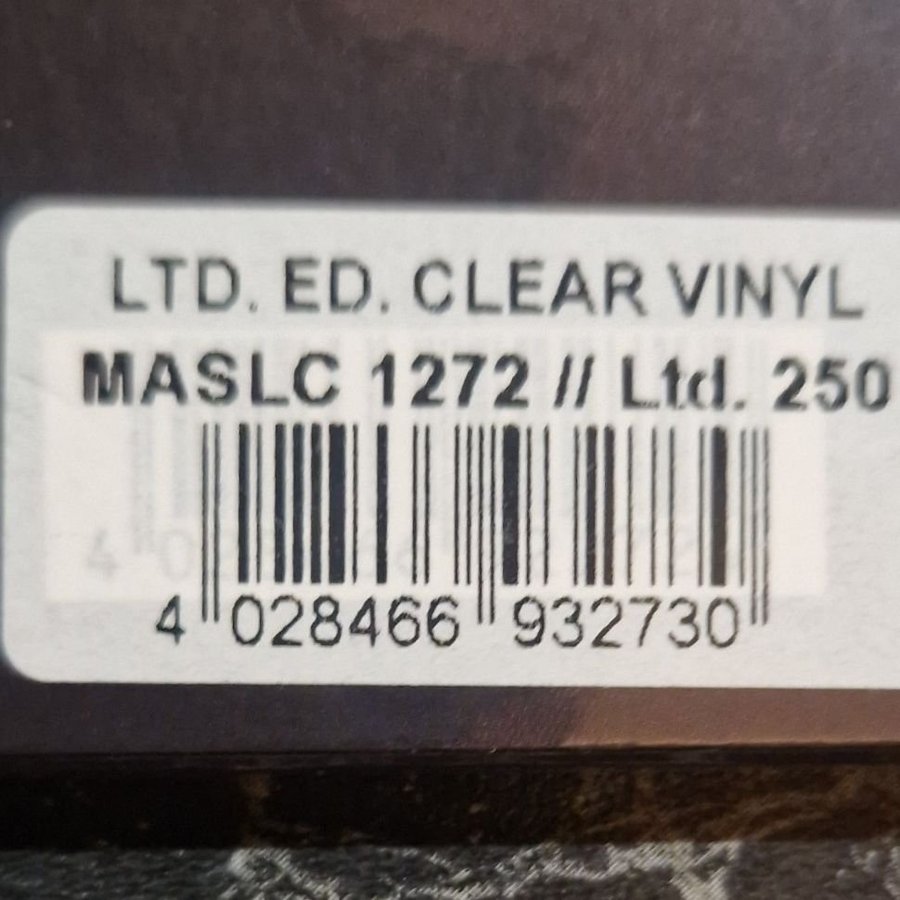 LTD. ED. CLEAR VINYL
MASLC 1272 // Ltd. 250
4 028466 932730